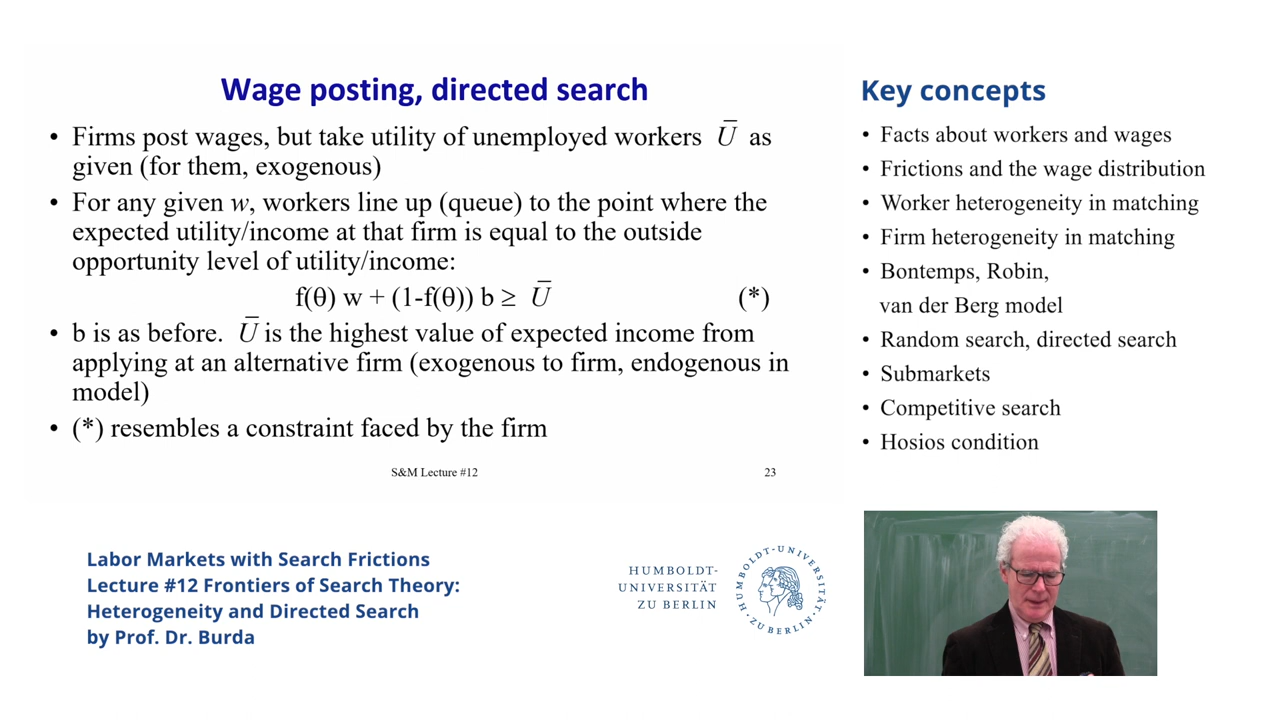 Wage posting, directed search
• Firms post wages, but take utility of unemployed workers U̅ as
given (for them, exogenous)
• For any given w, workers line up (queue) to the point where the
expected utility/income at that firm is equal to the outside
opportunity level of utility/income:
f(θ) w + (1-f(θ)) b ≥ U̅ (*)
• b is as before. U̅ is the highest value of expected income from
applying at an alternative firm (exogenous to firm, endogenous in
model)
• (*) resembles a constraint faced by the firm
S&M Lecture #12 23
Key concepts
• Facts about workers and wages
• Frictions and the wage distribution
• Worker heterogeneity in matching
• Firm heterogeneity in matching
• Bontemps, Robin,
van der Berg model
• Random search, directed search
• Submarkets
• Competitive search
• Hosios condition
Labor Markets with Search Frictions
Lecture #12 Frontiers of Search Theory:
Heterogeneity and Directed Search
by Prof. Dr. Burda
HUMBOLDT-
UNIVERSITÄT
ZU BERLIN
HUMBOLDT-UNIVERSITÄT
ZU BERLIN